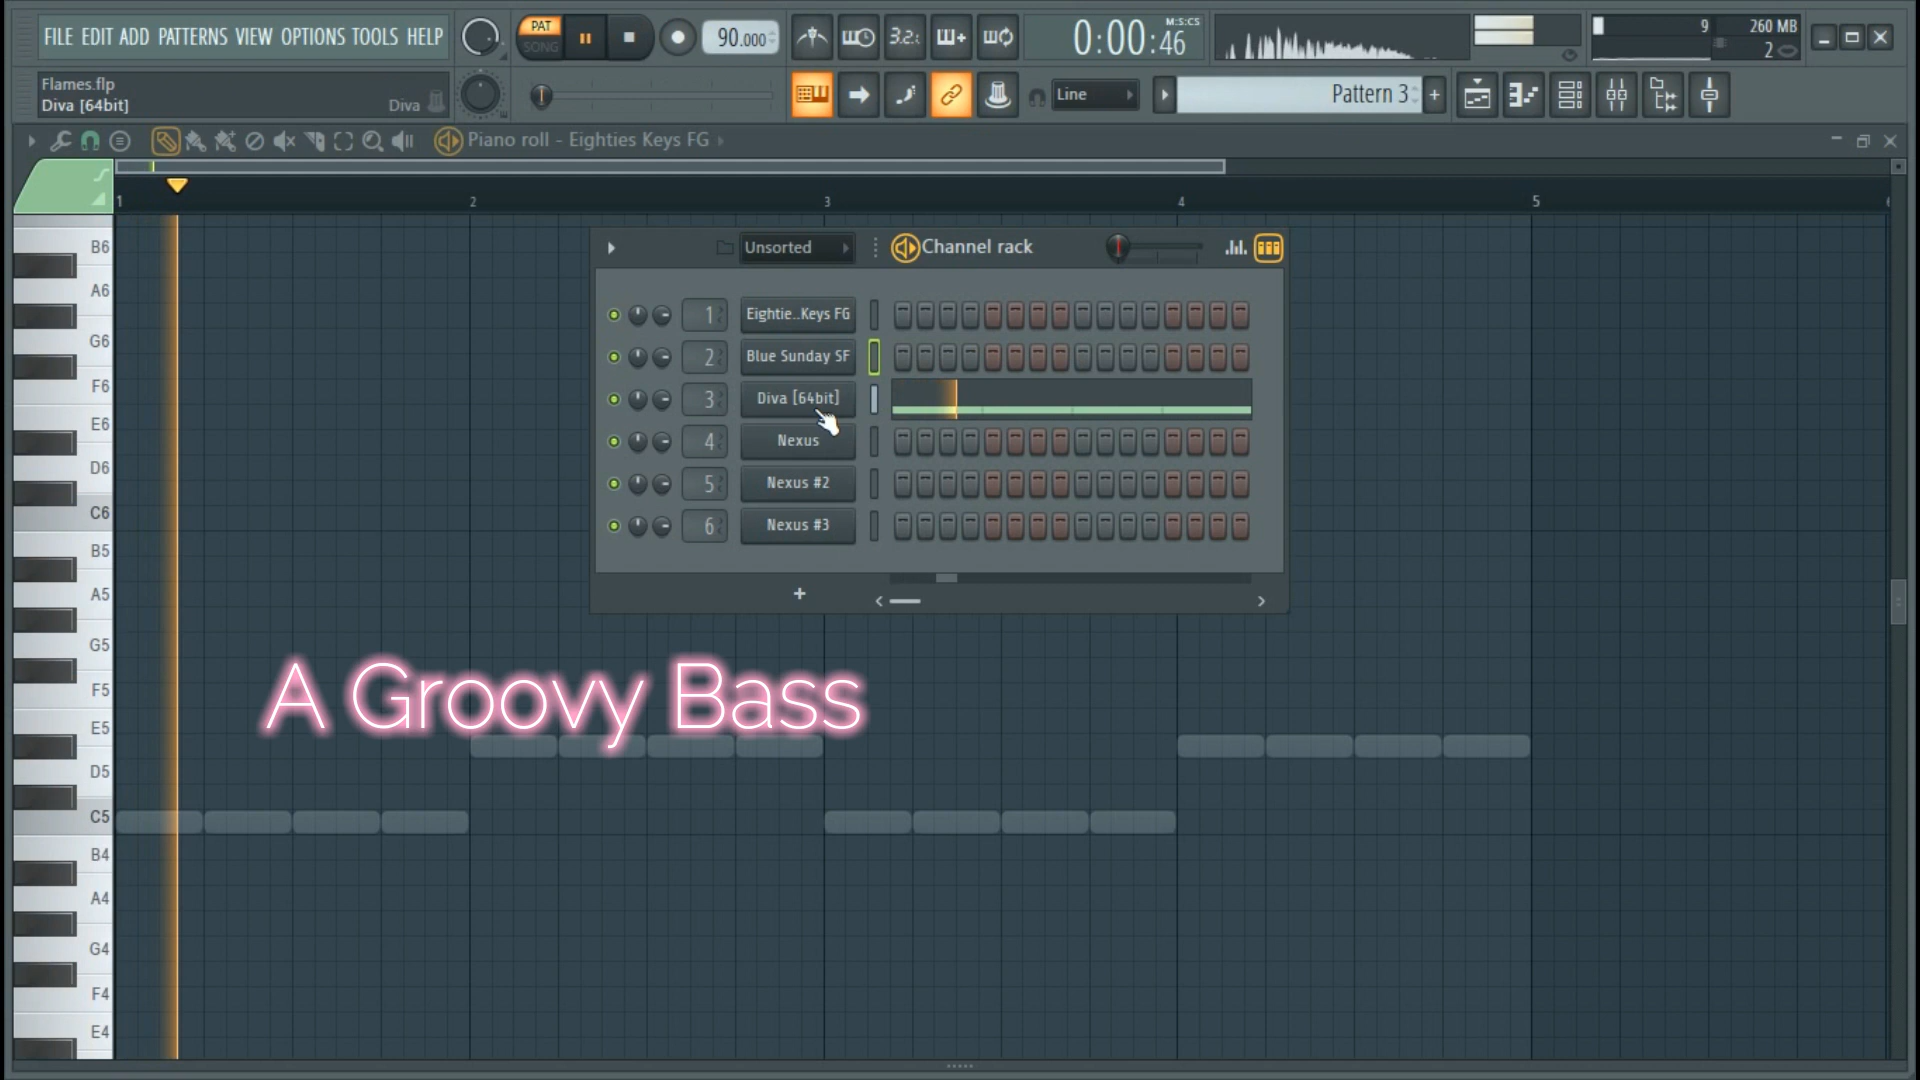 FILE EDIT ADD PATTERNS VIEW OPTIONS TOOLS HELP
PAT
SONG
90.000
3.2.
0:00:46
M:S:CS
9
260 MB
2
Flames.flp
Diva [64bit]
Diva
Line
Pattern 3
+
Piano roll - Eighties Keys FG
1 2 3 4 5
Unsorted
Channel rack
1 Eightie..Keys FG
2 Blue Sunday SF
3 Diva [64bit]
4 Nexus
5 Nexus #2
6 Nexus #3
+
B6
A6
G6
F6
E6
D6
C6
B5
A5
G5
F5
E5
D5
C5
B4
A4
G4
F4
E4
A Groovy Bass